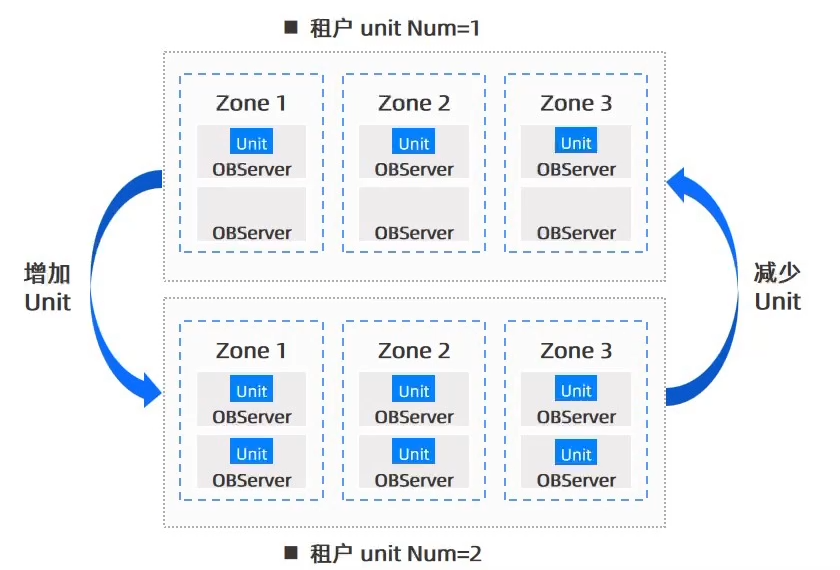 ■ 租户 unit Num=1
Zone 1 Zone 2 Zone 3
Unit Unit Unit
OBServer OBServer OBServer
OBServer OBServer OBServer
增加
Unit
减少
Unit
Zone 1 Zone 2 Zone 3
Unit Unit Unit
OBServer OBServer OBServer
Unit Unit Unit
OBServer OBServer OBServer
■ 租户 unit Num=2